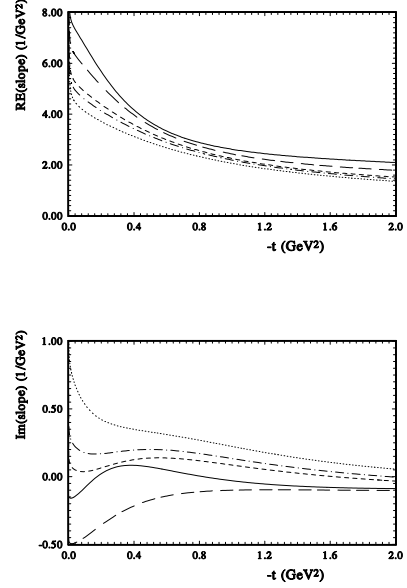 RE(slope) (1/GeV²)
8.00
6.00
4.00
2.00
0.00
0.0 0.4 0.8 1.2 1.6 2.0
-t (GeV²)
Im(slope) (1/GeV²)
1.00
0.50
0.00
-0.50
0.0 0.4 0.8 1.2 1.6 2.0
-t (GeV²)